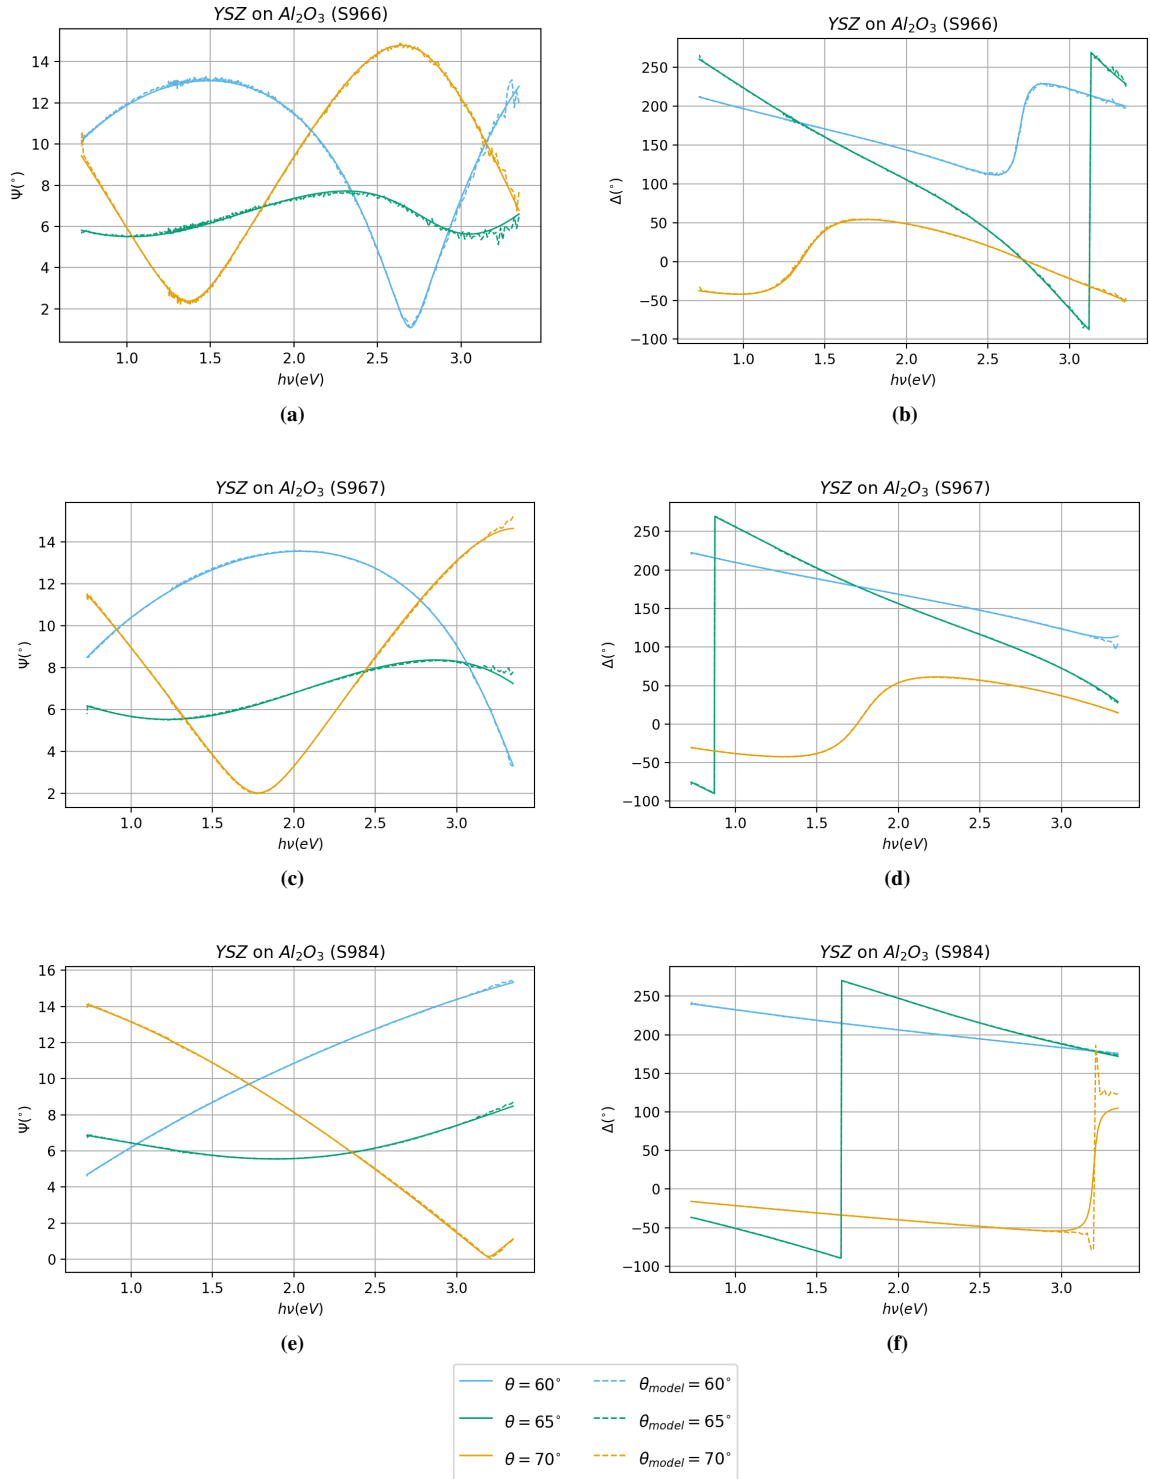 YSZ on Al₂O₃ (S966)
Ψ(°)
14
12
10
8
6
4
2
1.0 1.5 2.0 2.5 3.0
hν(eV)
(a)
YSZ on Al₂O₃ (S966)
Δ(°)
250
200
150
100
50
0
−50
−100
1.0 1.5 2.0 2.5 3.0
hν(eV)
(b)
YSZ on Al₂O₃ (S967)
Ψ(°)
14
12
10
8
6
4
2
1.0 1.5 2.0 2.5 3.0
hν(eV)
(c)
YSZ on Al₂O₃ (S967)
Δ(°)
250
200
150
100
50
0
−50
−100
1.0 1.5 2.0 2.5 3.0
hν(eV)
(d)
YSZ on Al₂O₃ (S984)
Ψ(°)
16
14
12
10
8
6
4
2
0
1.0 1.5 2.0 2.5 3.0
hν(eV)
(e)
YSZ on Al₂O₃ (S984)
Δ(°)
250
200
150
100
50
0
−50
−100
1.0 1.5 2.0 2.5 3.0
hν(eV)
(f)
θ = 60° θ_model = 60°
θ = 65° θ_model = 65°
θ = 70° θ_model = 70°